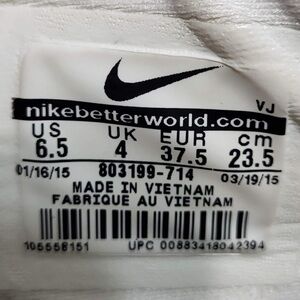 VJ
nikebetterworld.com
US UK EUR cm
6.5 4 37.5 23.5
01/16/15 803199-714 03/19/15
MADE IN VIETNAM
FABRIQUE AU VIETNAM
UPC 00883418042394